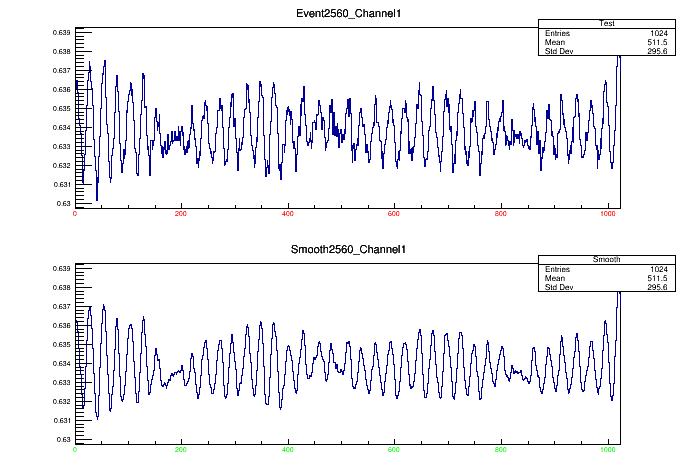 Event2560_Channel1
Test
Entries 1024
Mean 511.5
Std Dev 295.6
0.639
0.638
0.637
0.636
0.635
0.634
0.633
0.632
0.631
0.63
0 200 400 600 800 1000
Smooth2560_Channel1
Smooth
Entries 1024
Mean 511.5
Std Dev 295.6
0.639
0.638
0.637
0.636
0.635
0.634
0.633
0.632
0.631
0.63
0 200 400 600 800 1000